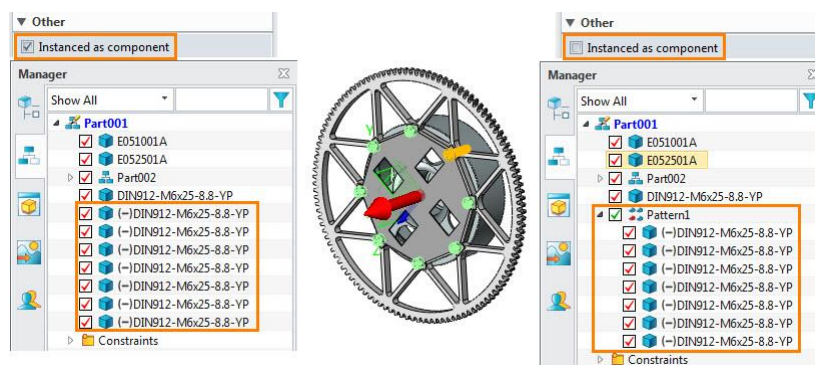 Other
Instanced as component
Manager
Show All
Part001
E051001A
E052501A
Part002
DIN912-M6x25-8.8-YP
(-)DIN912-M6x25-8.8-YP
(-)DIN912-M6x25-8.8-YP
(-)DIN912-M6x25-8.8-YP
(-)DIN912-M6x25-8.8-YP
(-)DIN912-M6x25-8.8-YP
(-)DIN912-M6x25-8.8-YP
(-)DIN912-M6x25-8.8-YP
Constraints
Y
Z
Other
Instanced as component
Manager
Show All
Part001
E051001A
E052501A
Part002
DIN912-M6x25-8.8-YP
Pattern1
(-)DIN912-M6x25-8.8-YP
(-)DIN912-M6x25-8.8-YP
(-)DIN912-M6x25-8.8-YP
(-)DIN912-M6x25-8.8-YP
(-)DIN912-M6x25-8.8-YP
(-)DIN912-M6x25-8.8-YP
(-)DIN912-M6x25-8.8-YP
Constraints